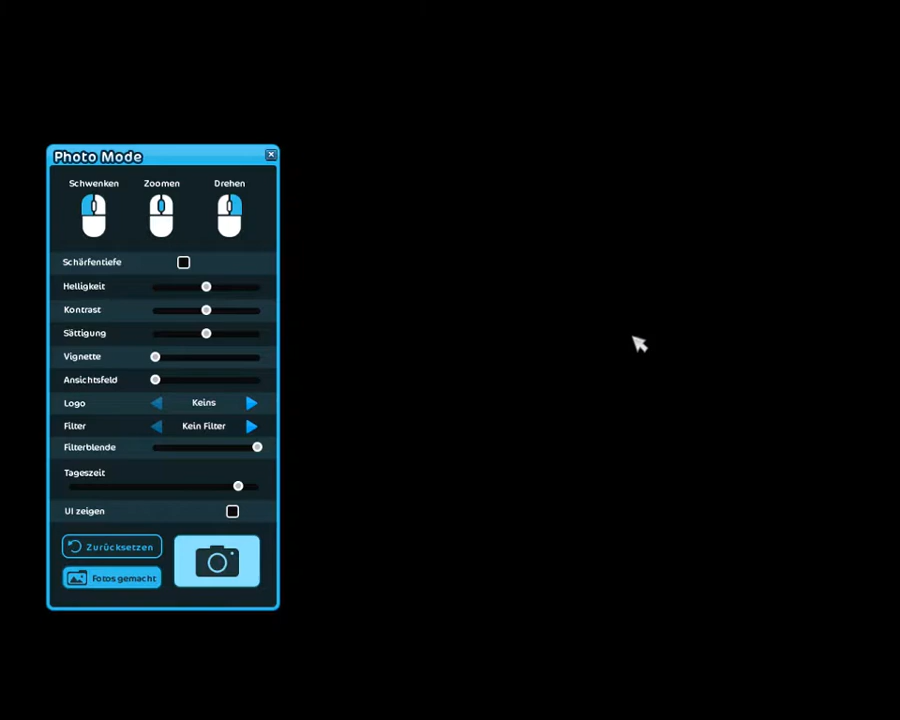 Photo Mode
Schwenken Zoomen Drehen
Schärfentiefe
Helligkeit
Kontrast
Sättigung
Vignette
Ansichtsfeld
Logo Keins
Filter Kein Filter
Filterblende
Tageszeit
UI zeigen
Zurücksetzen
Fotos gemacht